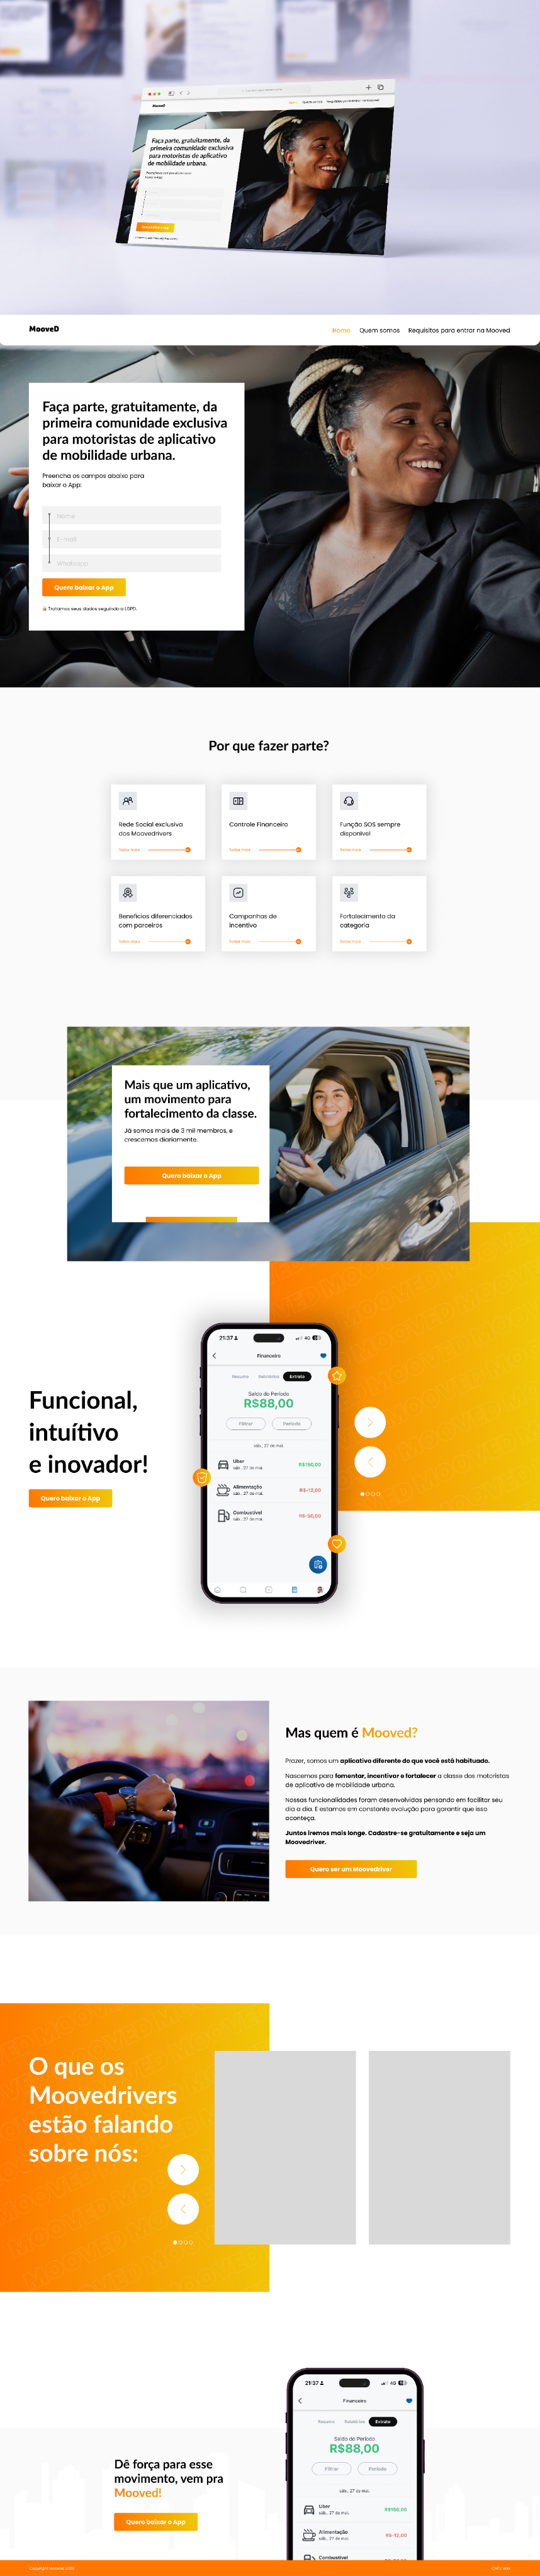 MooveD
Faça parte, gratuitamente, da
primeira comunidade exclusiva
para motoristas de aplicativo
de mobilidade urbana.
Quero baixar o App
MooveD
Home
Quem somos
Requisitos para entrar na Mooved
Faça parte, gratuitamente, da
primeira comunidade exclusiva
para motoristas de aplicativo
de mobilidade urbana.
Preencha os campos abaixo para
baixar o App:
Nome
E-mail
Whatsapp
Quero baixar o App
Tratamos seus dados seguindo a LGPD.
Por que fazer parte?
Rede Social exclusiva
dos Moovedrivers
Saiba mais
Controle Financeiro
Saiba mais
Função SOS sempre
disponível
Saiba mais
Benefícios diferenciados
com parceiros
Saiba mais
Campanhas de
incentivo
Saiba mais
Fortalecimento da
categoria
Saiba mais
Mais que um aplicativo,
um movimento para
fortalecimento da classe.
Já somos mais de 3 mil membros, e
crescemos diariamente.
Quero baixar o App
Funcional,
intuítivo
e inovador!
Quero baixar o App
21:37
4G
Financeiro
Resumo
Relatórios
Extrato
Saldo do Período
R$88,00
Filtrar
Período
sáb., 27 de mai.
Uber
sáb., 27 de mai.
R$150,00
Alimentação
sáb., 27 de mai.
R$-12,00
Combustível
sáb., 27 de mai.
R$-50,00
Mas quem é Mooved?
Prazer, somos um aplicativo diferente do que você está habituado.
Nascemos para fomentar, incentivar e fortalecer a classe dos motoristas
de aplicativo de mobilidade urbana.
Nossas funcionalidades foram desenvolvidas pensando em facilitar seu
dia a dia. E estamos em constante evolução para garantir que isso
aconteça.
Juntos iremos mais longe. Cadastre-se gratuitamente e seja um
Moovedriver.
Quero ser um Moovedriver
O que os
Moovedrivers
estão falando
sobre nós:
Dê força para esse
movimento, vem pra
Mooved!
Quero baixar o App
21:37
4G
Financeiro
Resumo
Relatórios
Extrato
Saldo do Período
R$88,00
Filtrar
Período
sáb., 27 de mai.
Uber
sáb., 27 de mai.
R$150,00
Alimentação
sáb., 27 de mai.
R$-12,00
Combustível